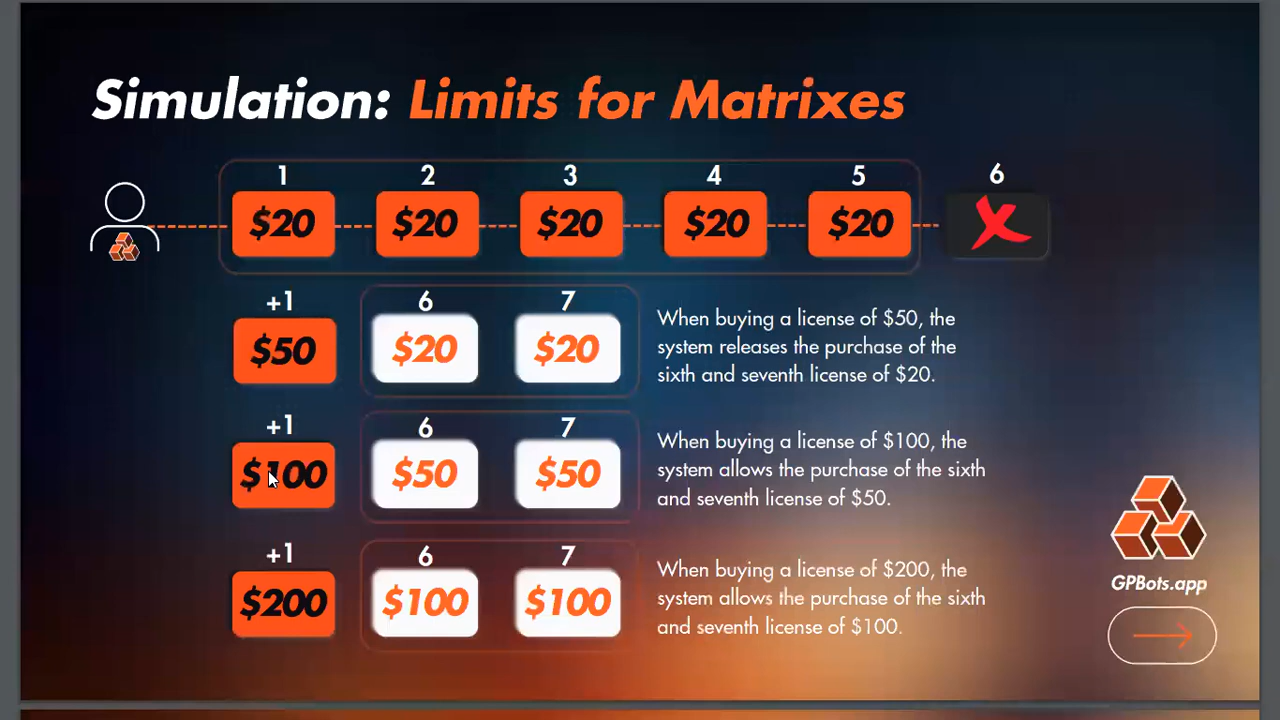 Simulation: Limits for Matrixes
1 2 3 4 5 6
$20 $20 $20 $20 $20
+1 6 7
$50 $20 $20
When buying a license of $50, the
system releases the purchase of the
sixth and seventh license of $20.
+1 6 7
$100 $50 $50
When buying a license of $100, the
system allows the purchase of the sixth
and seventh license of $50.
+1 6 7
$200 $100 $100
When buying a license of $200, the
system allows the purchase of the sixth
and seventh license of $100.
GPBots.app